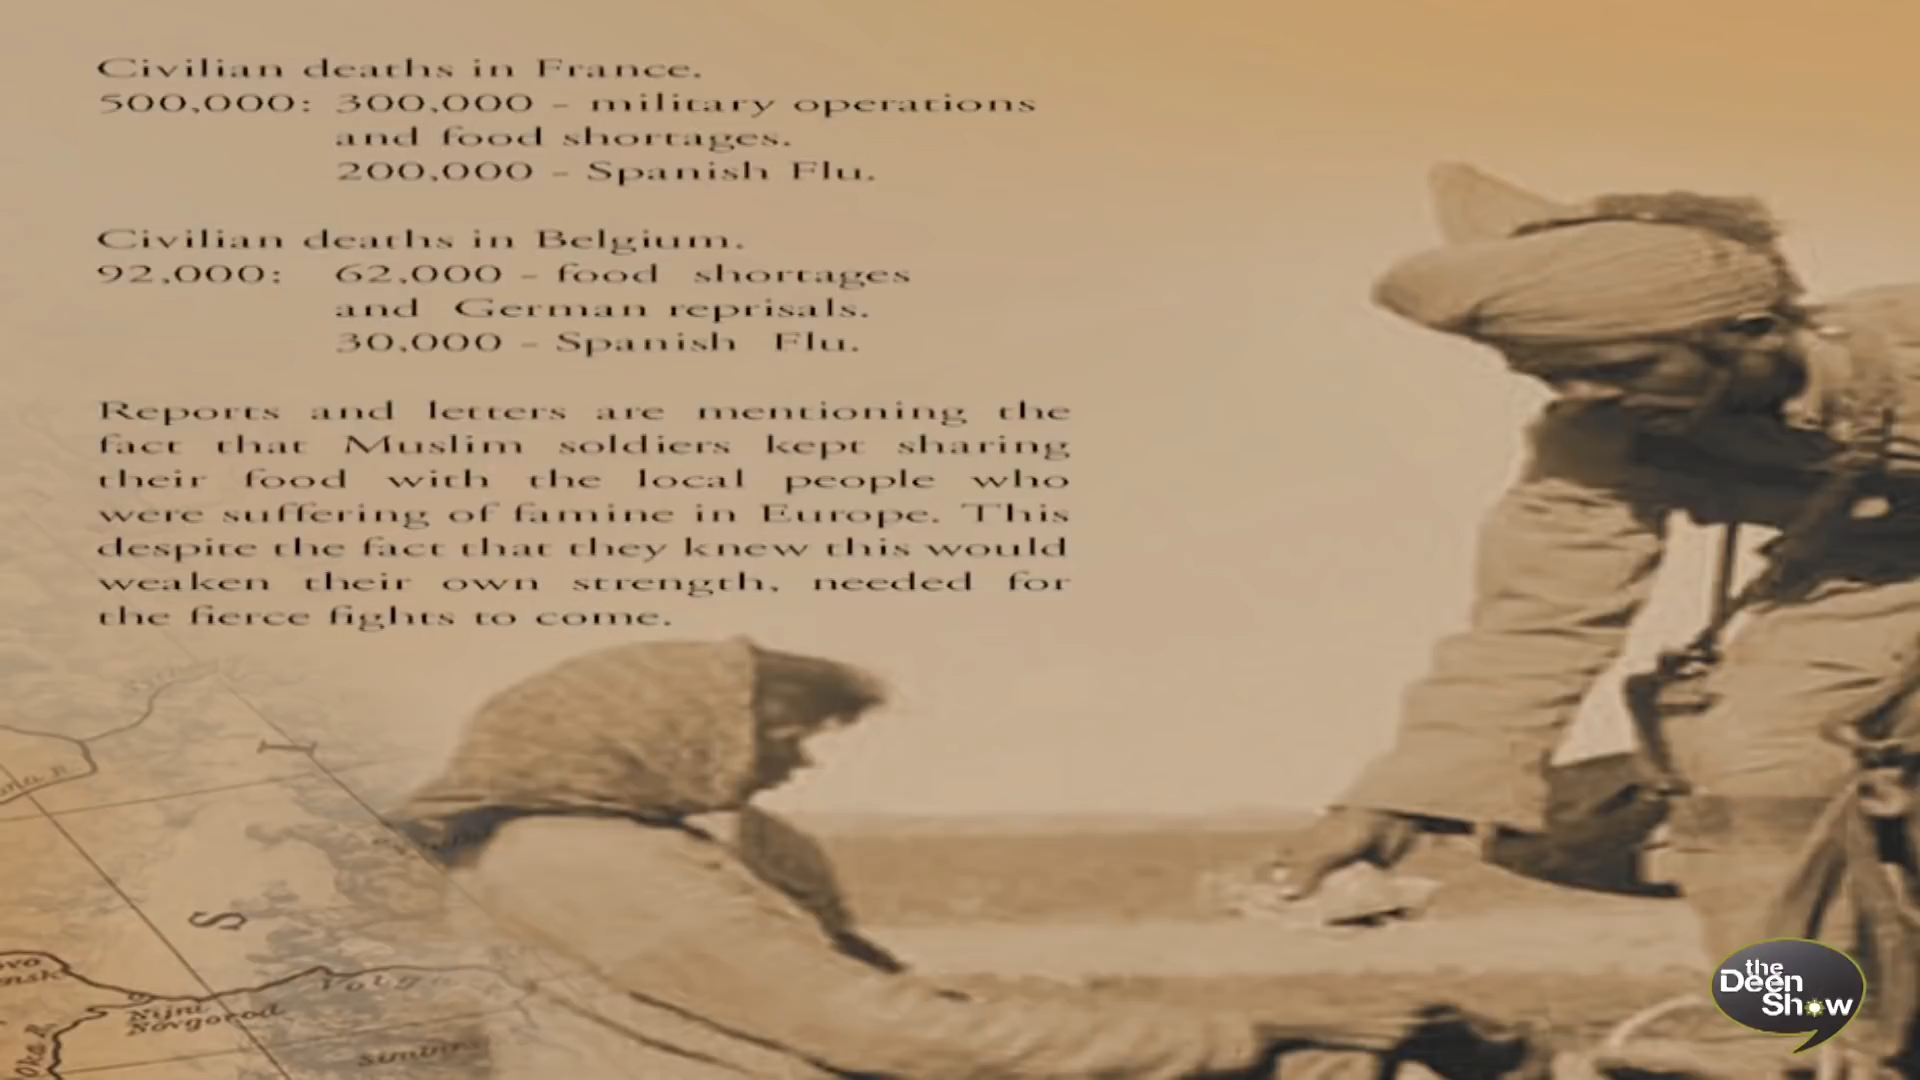 Civilian deaths in France.
500,000: 300,000 - military operations
and food shortages.
200,000 - Spanish Flu.
Civilian deaths in Belgium.
92,000: 62,000 - food shortages
and German reprisals.
30,000 - Spanish Flu.
Reports and letters are mentioning the
fact that Muslim soldiers kept sharing
their food with the local people who
were suffering of famine in Europe. This
despite the fact that they knew this would
weaken their own strength, needed for
the fierce fights to come.
I
S
Volga
Nijni
Novgorod
Oka R.
the
Deen
Show